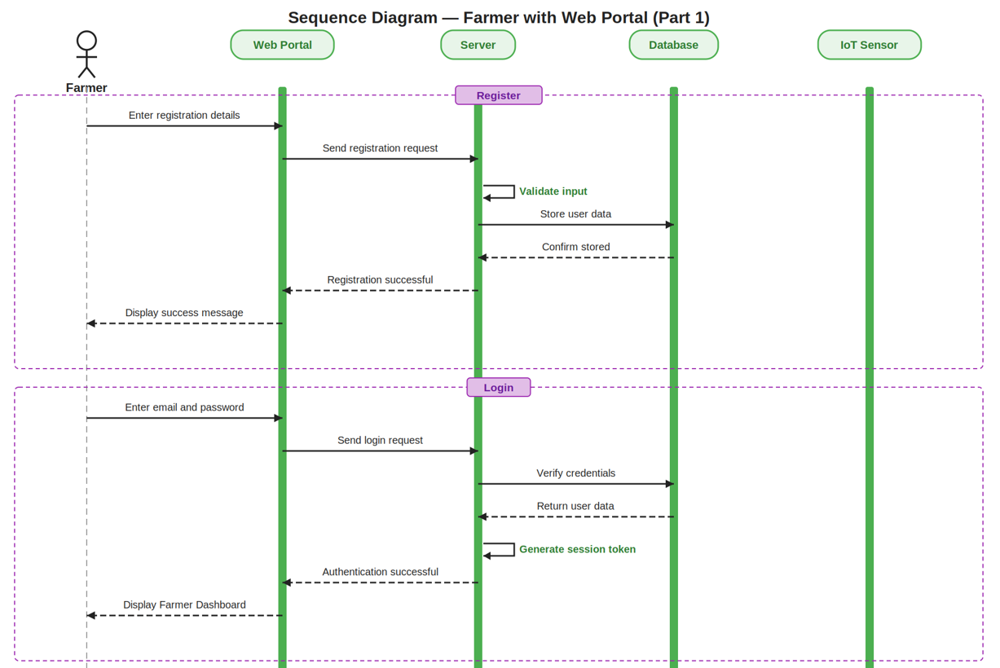 Sequence Diagram — Farmer with Web Portal (Part 1)
Web Portal
Server
Database
IoT Sensor
Farmer
Register
Enter registration details
Send registration request
Validate input
Store user data
Confirm stored
Registration successful
Display success message
Login
Enter email and password
Send login request
Verify credentials
Return user data
Generate session token
Authentication successful
Display Farmer Dashboard